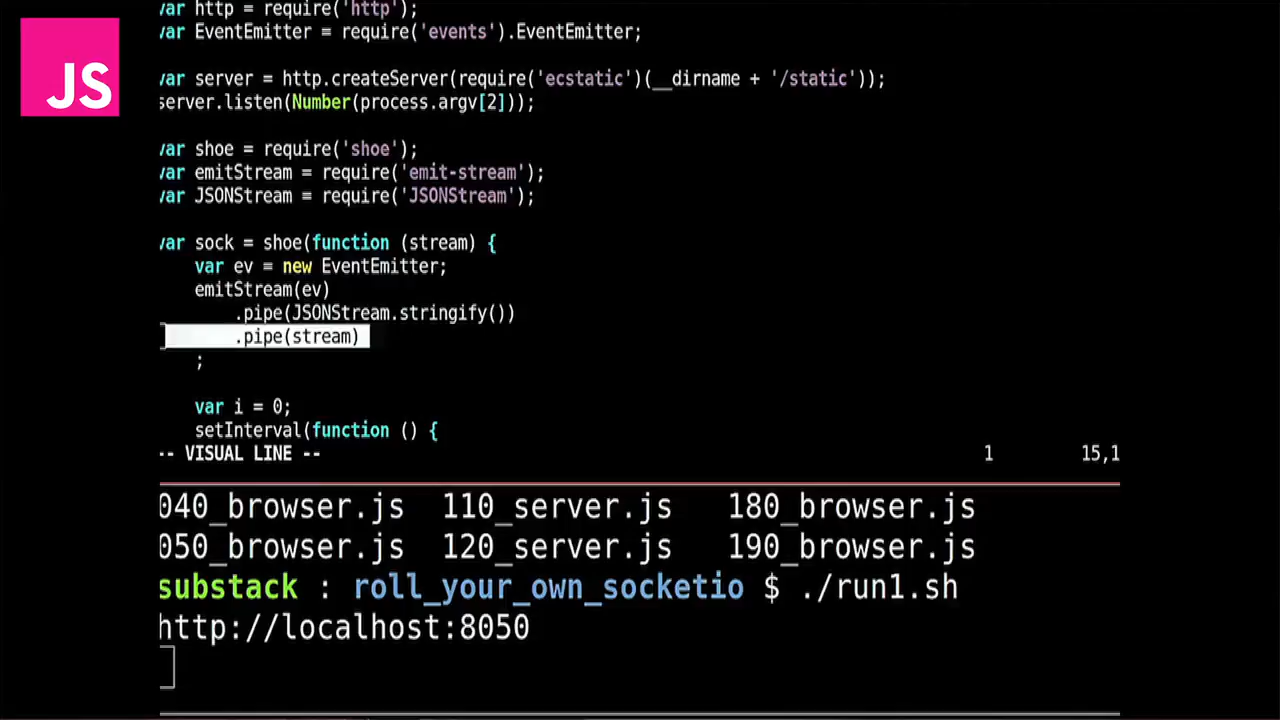 JS
var http = require('http');
var EventEmitter = require('events').EventEmitter;
var server = http.createServer(require('ecstatic')(__dirname + '/static'));
server.listen(Number(process.argv[2]));
var shoe = require('shoe');
var emitStream = require('emit-stream');
var JSONStream = require('JSONStream');
var sock = shoe(function (stream) {
var ev = new EventEmitter;
emitStream(ev)
.pipe(JSONStream.stringify())
.pipe(stream)
;
var i = 0;
setInterval(function () {
-- VISUAL LINE -- 1 15,1
040_browser.js 110_server.js 180_browser.js
050_browser.js 120_server.js 190_browser.js
substack : roll_your_own_socketio $ ./run1.sh
http://localhost:8050